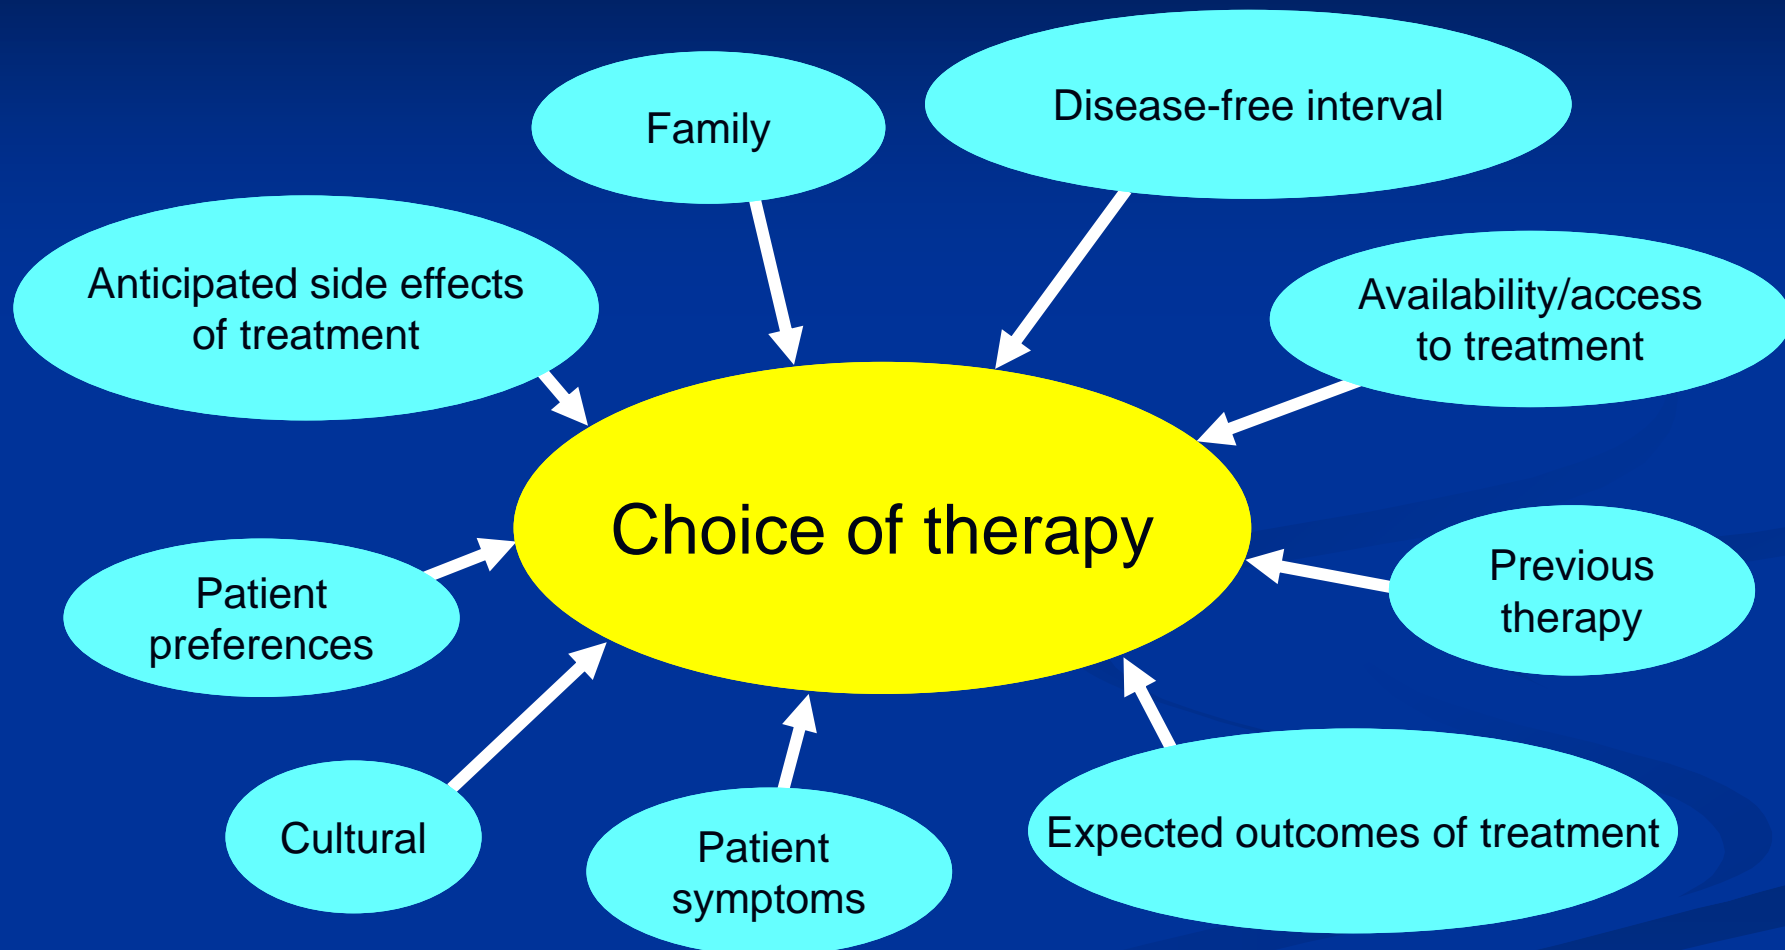 Family
Disease-free interval
Anticipated side effects
of treatment
Availability/access
to treatment
Choice of therapy
Patient
preferences
Previous
therapy
Cultural
Patient
symptoms
Expected outcomes of treatment